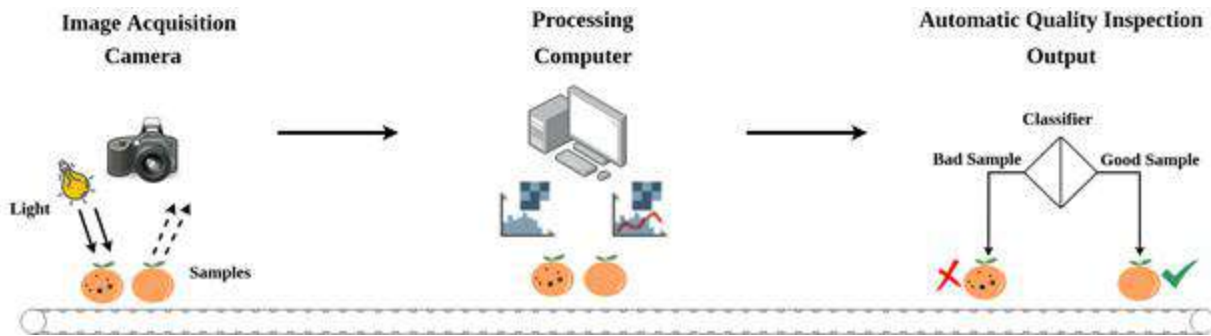 Image Acquisition
Camera
Processing
Computer
Automatic Quality Inspection
Output
Classifier
Bad Sample
Good Sample
Light
Samples